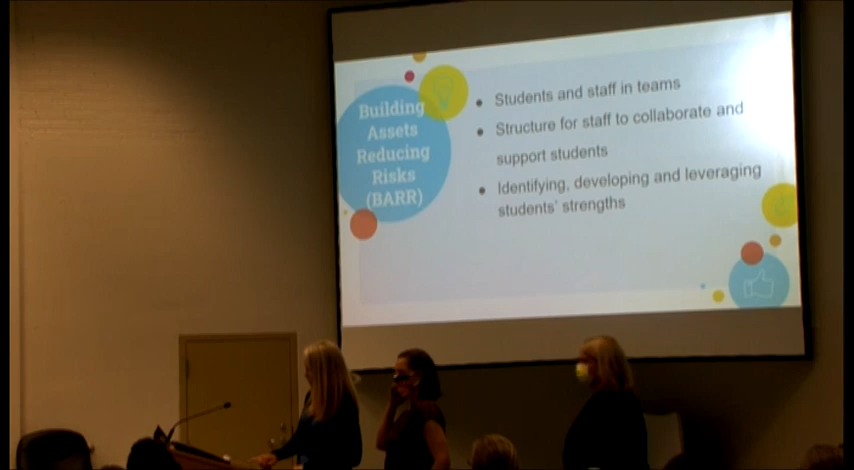 Building
Assets
Reducing
Risks
(BARR)
● Students and staff in teams
● Structure for staff to collaborate and
support students
● Identifying, developing and leveraging
students' strengths